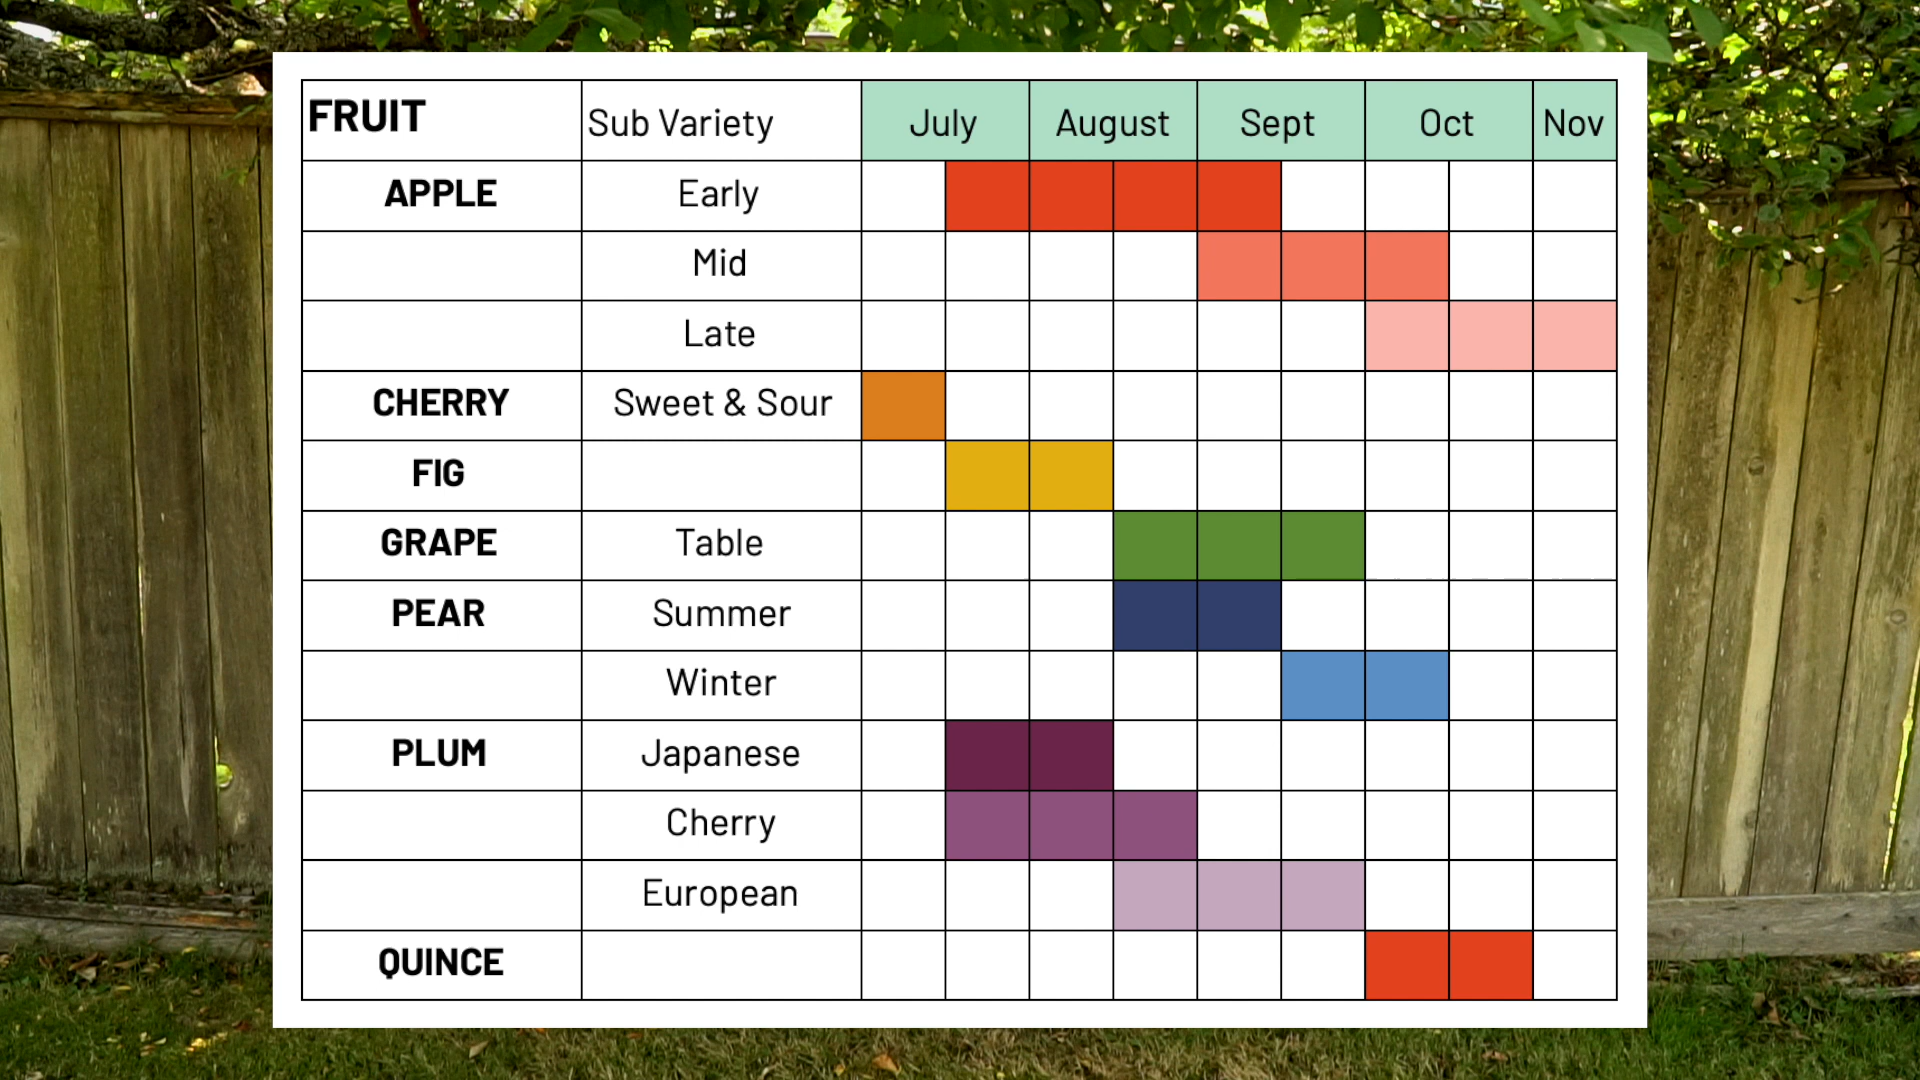 FRUIT Sub Variety July August Sept Oct Nov
APPLE Early
Mid
Late
CHERRY Sweet & Sour
FIG
GRAPE Table
PEAR Summer
Winter
PLUM Japanese
Cherry
European
QUINCE